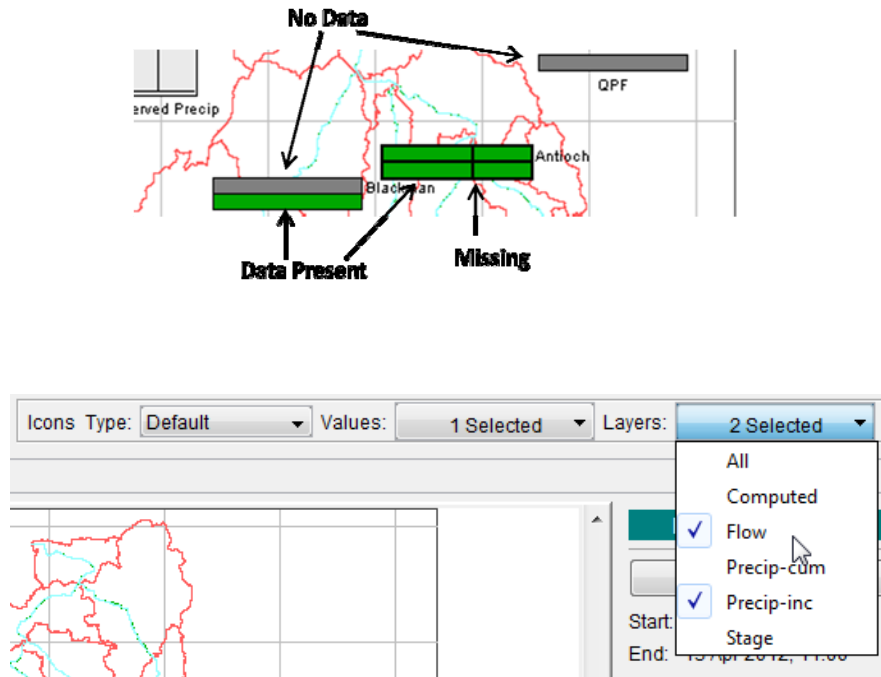 No Data
QPF
erved Precip
Antioch
Blackman
Data Present
Missing
Icons Type: Default Values: 1 Selected Layers: 2 Selected
All
Computed
Flow
Precip-cum
Precip-inc
Start:
Stage
End: